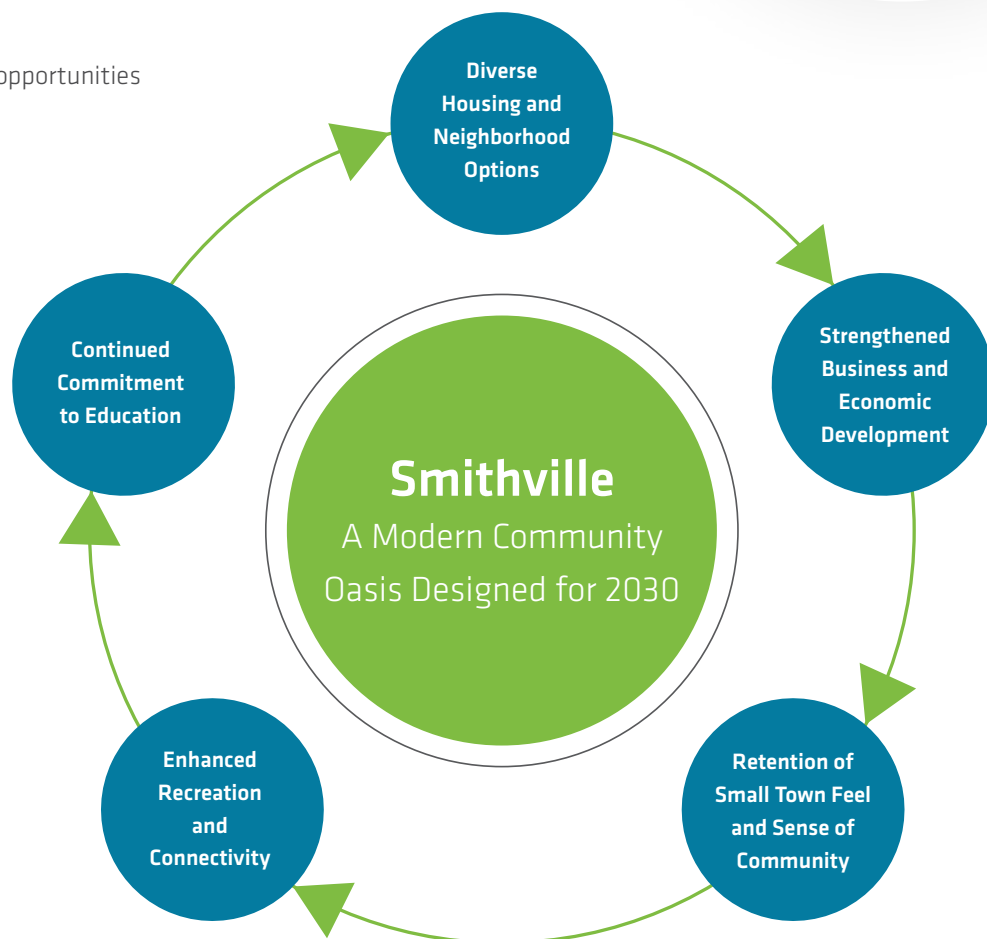 opportunities
Diverse
Housing and
Neighborhood
Options
Strengthened
Business and
Economic
Development
Retention of
Small Town Feel
and Sense of
Community
Enhanced
Recreation
and
Connectivity
Continued
Commitment
to Education
Smithville
A Modern Community
Oasis Designed for 2030